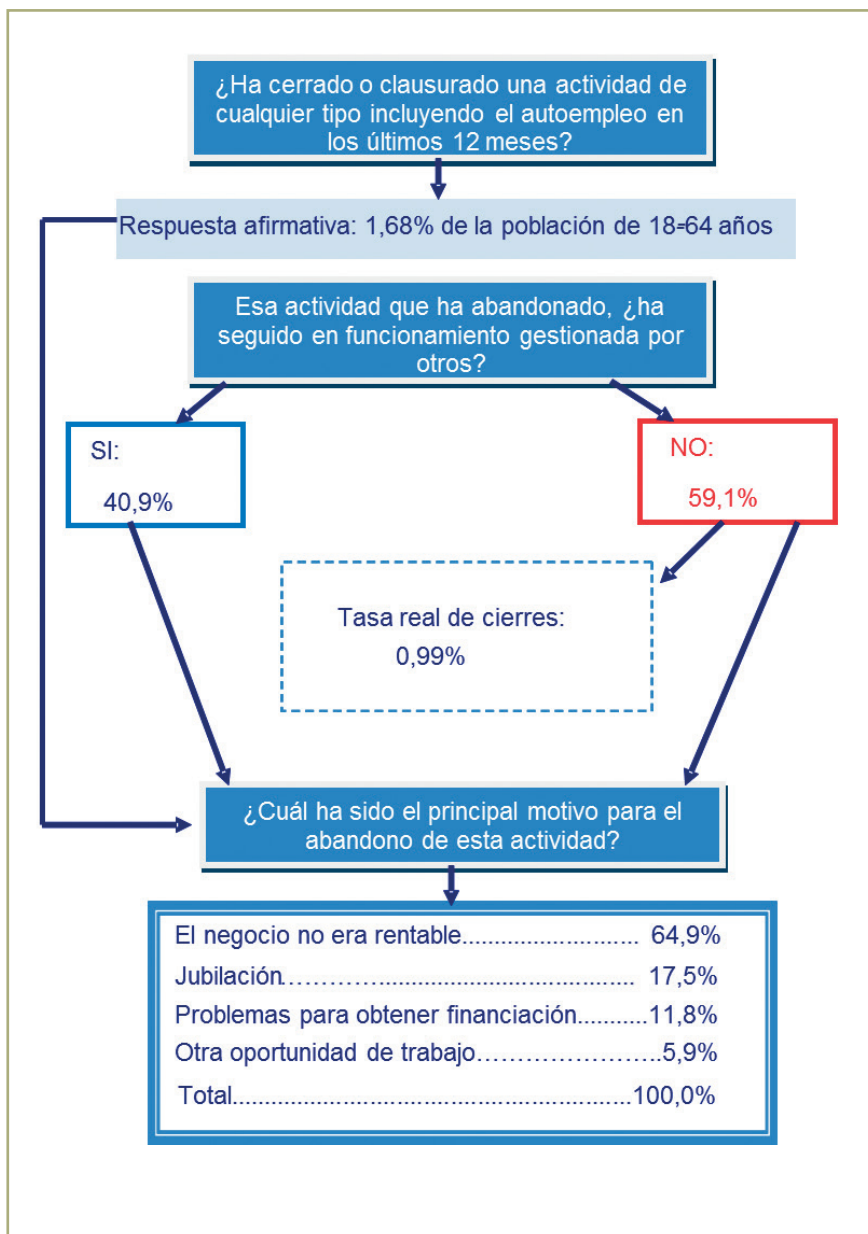 ¿Ha cerrado o clausurado una actividad de
cualquier tipo incluyendo el autoempleo en
los últimos 12 meses?
Respuesta afirmativa: 1,68% de la población de 18-64 años
Esa actividad que ha abandonado, ¿ha
seguido en funcionamiento gestionada por
otros?
SI:
40,9%
NO:
59,1%
Tasa real de cierres:
0,99%
¿Cuál ha sido el principal motivo para el
abandono de esta actividad?
El negocio no era rentable............................ 64,9%
Jubilación…………...................................... 17,5%
Problemas para obtener financiación...........11,8%
Otra oportunidad de trabajo…………………..5,9%
Total...........................................................100,0%